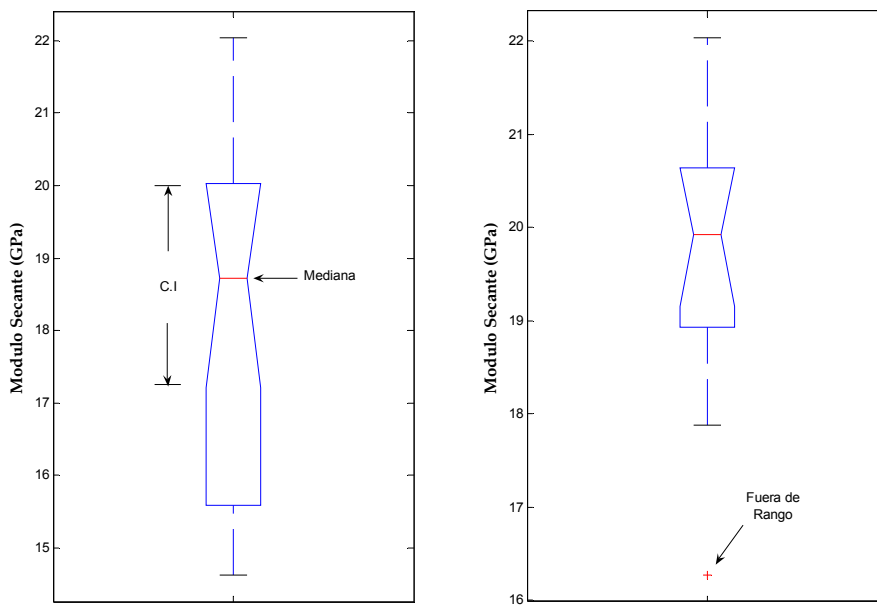 22
21
20
19
18
17
16
15
Modulo Secante (GPa)
C.I
Mediana
22
21
20
19
18
17
16
Modulo Secante (GPa)
Fuera de
Rango